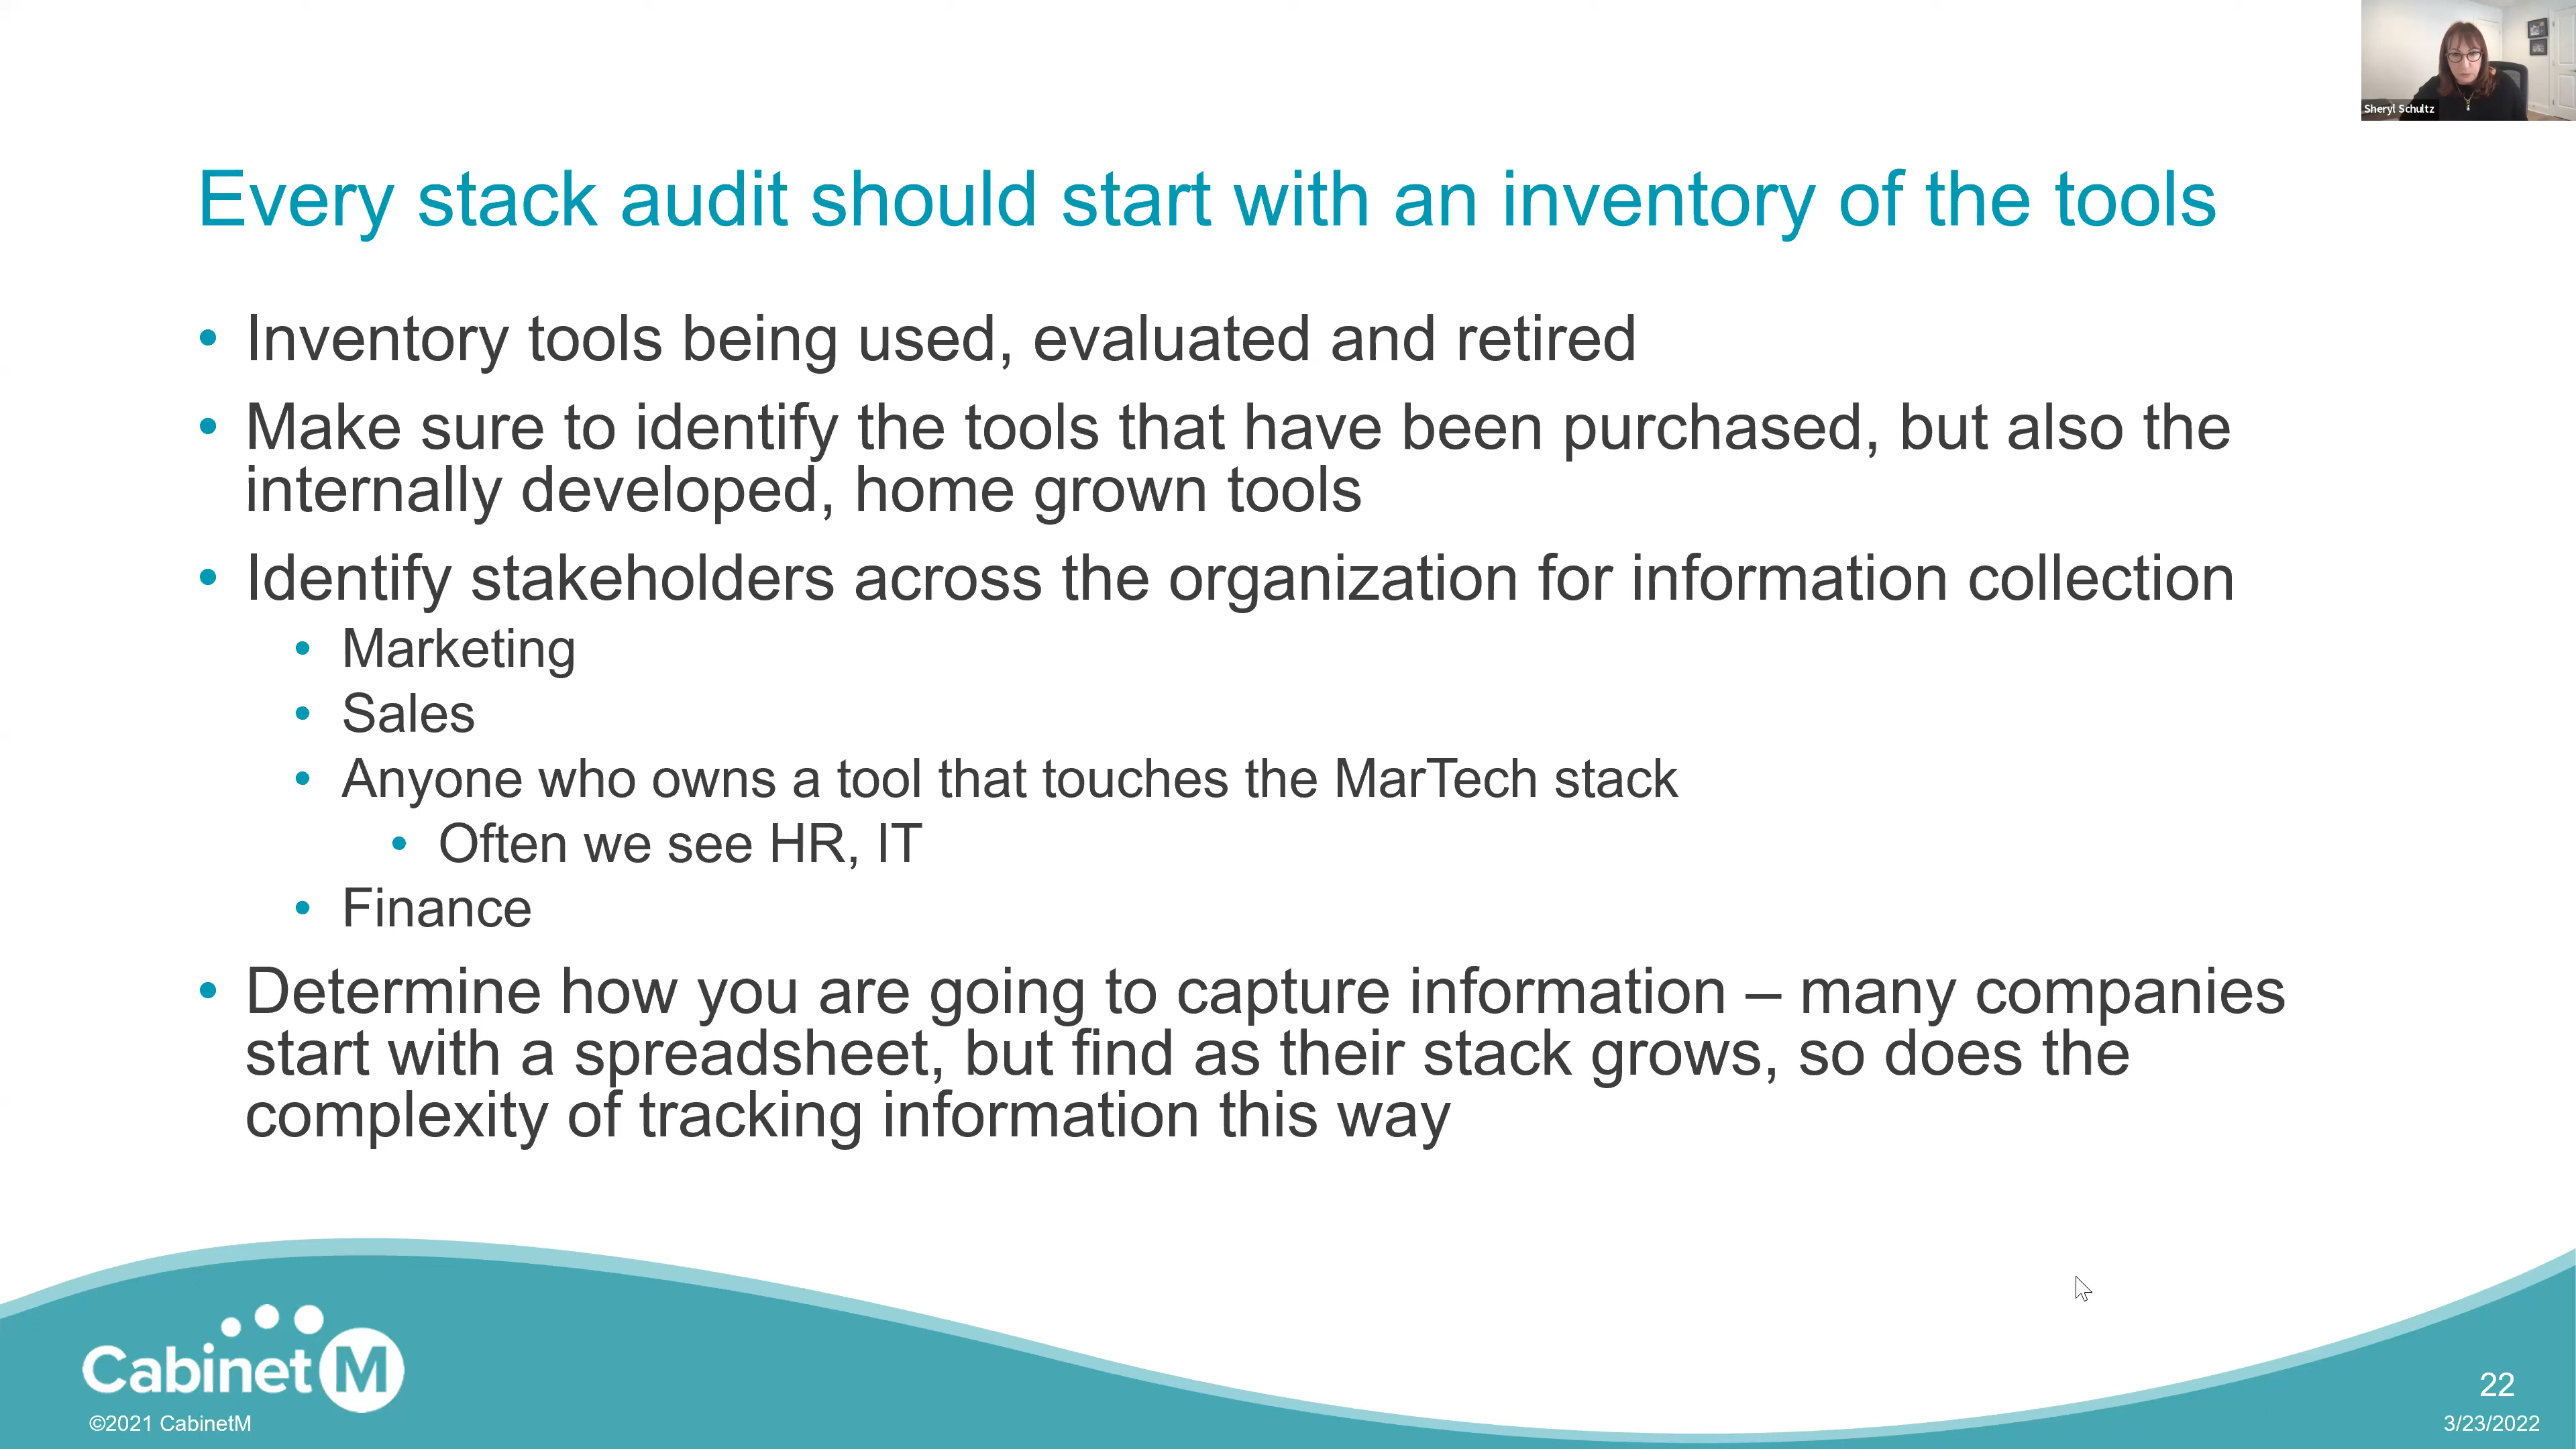 Sheryl Schultz
Every stack audit should start with an inventory of the tools
• Inventory tools being used, evaluated and retired
• Make sure to identify the tools that have been purchased, but also the
internally developed, home grown tools
• Identify stakeholders across the organization for information collection
• Marketing
• Sales
• Anyone who owns a tool that touches the MarTech stack
• Often we see HR, IT
• Finance
• Determine how you are going to capture information – many companies
start with a spreadsheet, but find as their stack grows, so does the
complexity of tracking information this way
Cabinet M
©2021 CabinetM
22
3/23/2022